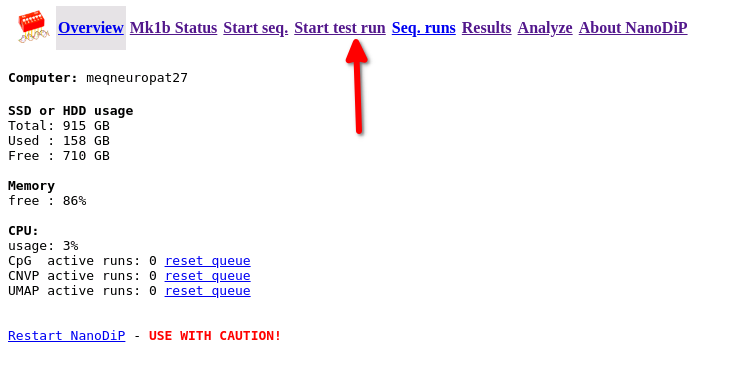 Overview Mk1b Status Start seq. Start test run Seq. runs Results Analyze About NanoDiP
Computer: meqneuropat27
SSD or HDD usage
Total: 915 GB
Used : 158 GB
Free : 710 GB
Memory
free : 86%
CPU:
usage: 3%
CpG  active runs: 0 reset queue
CNVP active runs: 0 reset queue
UMAP active runs: 0 reset queue
Restart NanoDiP - USE WITH CAUTION!